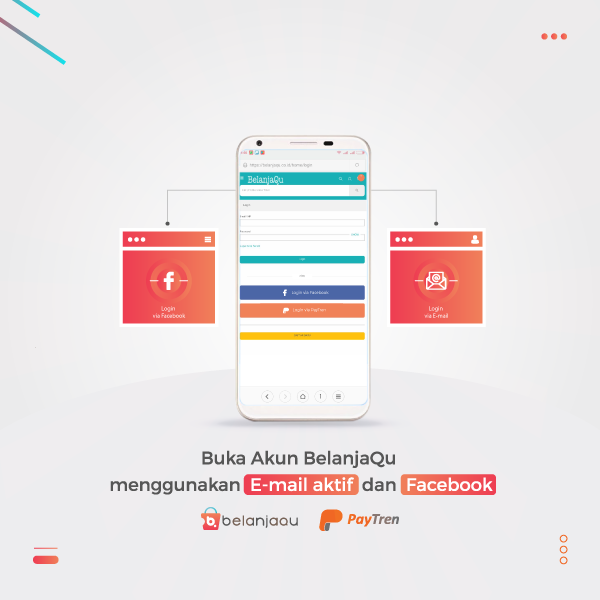 BelanjaQu
Login
Login via Facebook
Login via PayTren
Login
via Facebook
Login
via E-mail
Buka Akun BelanjaQu
menggunakan E-mail aktif dan Facebook
belanjaqu
PayTren